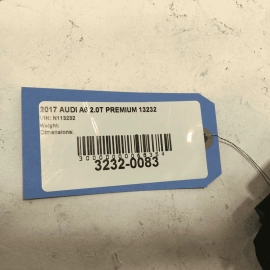 2017 AUDI A6 2.0T PREMIUM 13232
VIN: N113232
Weight:
Dimensions:
3232-0083